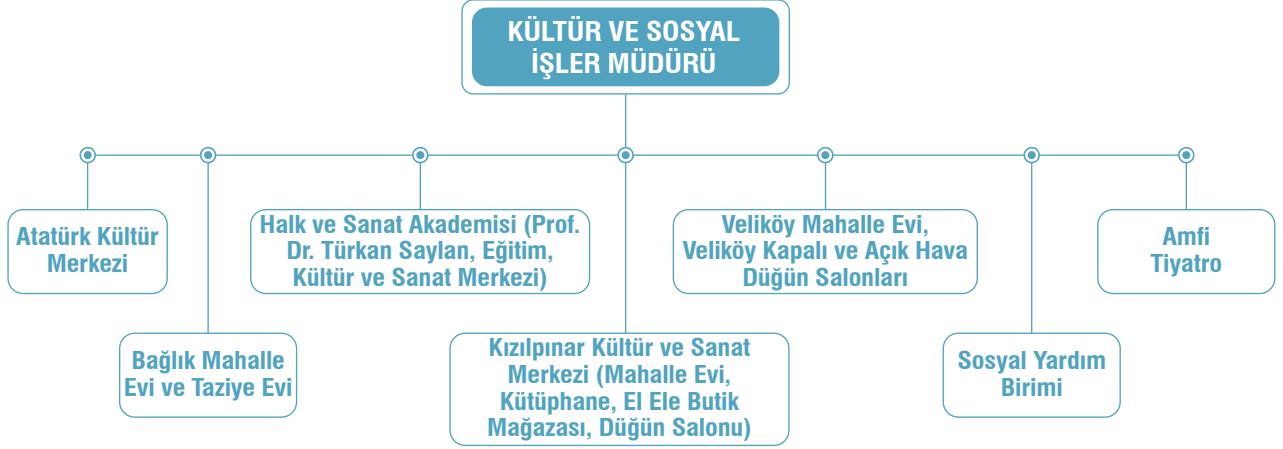 KÜLTÜR VE SOSYAL
İŞLER MÜDÜRÜ
Atatürk Kültür
Merkezi
Halk ve Sanat Akademisi (Prof.
Dr. Türkan Saylan, Eğitim,
Kültür ve Sanat Merkezi)
Veliköy Mahalle Evi,
Veliköy Kapalı ve Açık Hava
Düğün Salonları
Amfi
Tiyatro
Bağlık Mahalle
Evi ve Taziye Evi
Kızılpınar Kültür ve Sanat
Merkezi (Mahalle Evi,
Kütüphane, El Ele Butik
Mağazası, Düğün Salonu)
Sosyal Yardım
Birimi